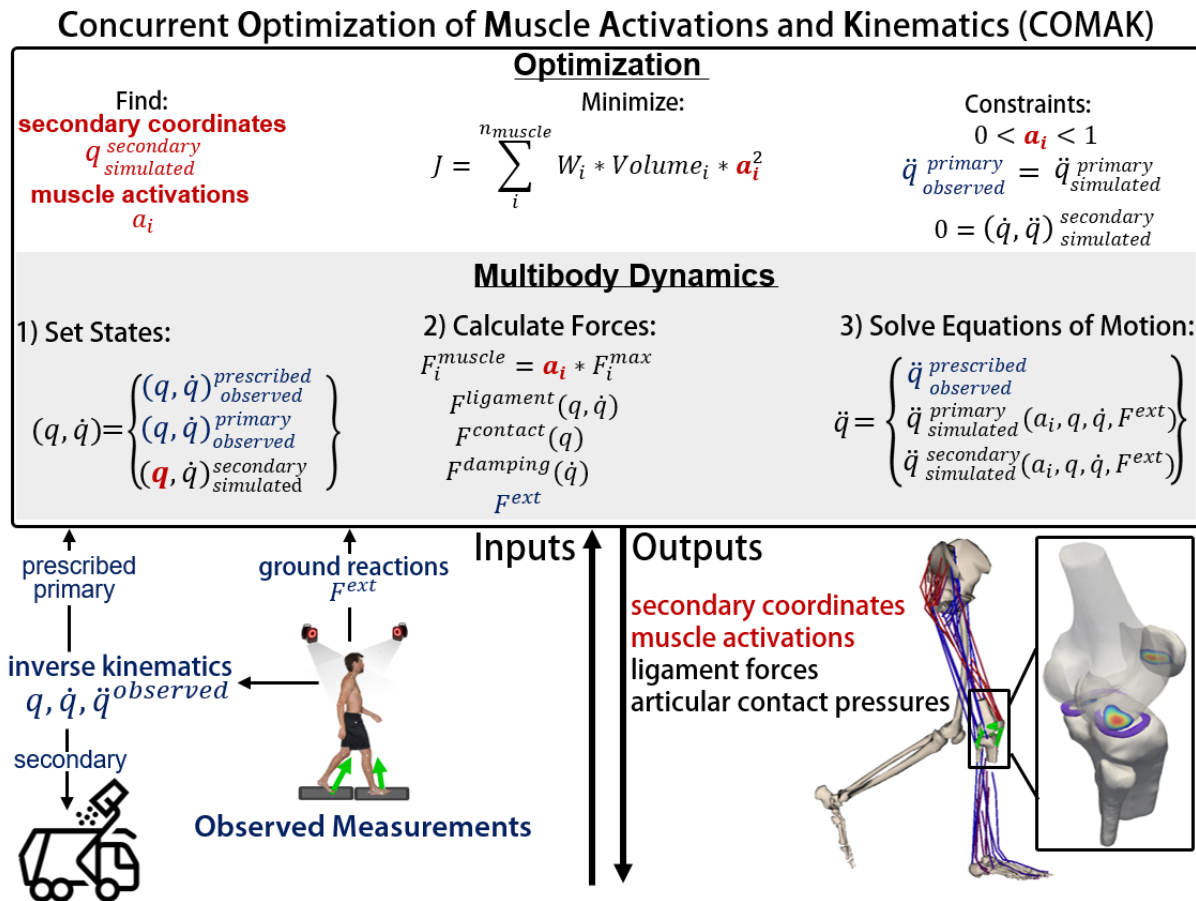 Concurrent Optimization of Muscle Activations and Kinematics (COMAK)
Optimization
Find:
secondary coordinates
q secondary simulated
muscle activations
a_i
Minimize:
J = ∑_i^{n_muscle} W_i * Volume_i * a_i^2
Constraints:
0 < a_i < 1
q̈ primary observed = q̈ primary simulated
0 = (q̇, q̈) secondary simulated
Multibody Dynamics
1) Set States:
(q, q̇)= { (q, q̇) prescribed observed
(q, q̇) primary observed
(q, q̇) secondary simulated }
2) Calculate Forces:
F_i^{muscle} = a_i * F_i^{max}
F^{ligament}(q, q̇)
F^{contact}(q)
F^{damping}(q̇)
F^{ext}
3) Solve Equations of Motion:
q̈ = { q̈ prescribed observed
q̈ primary simulated (a_i, q, q̇, F^{ext})
q̈ secondary simulated (a_i, q, q̇, F^{ext}) }
prescribed
primary
inverse kinematics
q, q̇, q̈^{observed}
secondary
ground reactions
F^{ext}
Observed Measurements
Inputs
Outputs
secondary coordinates
muscle activations
ligament forces
articular contact pressures